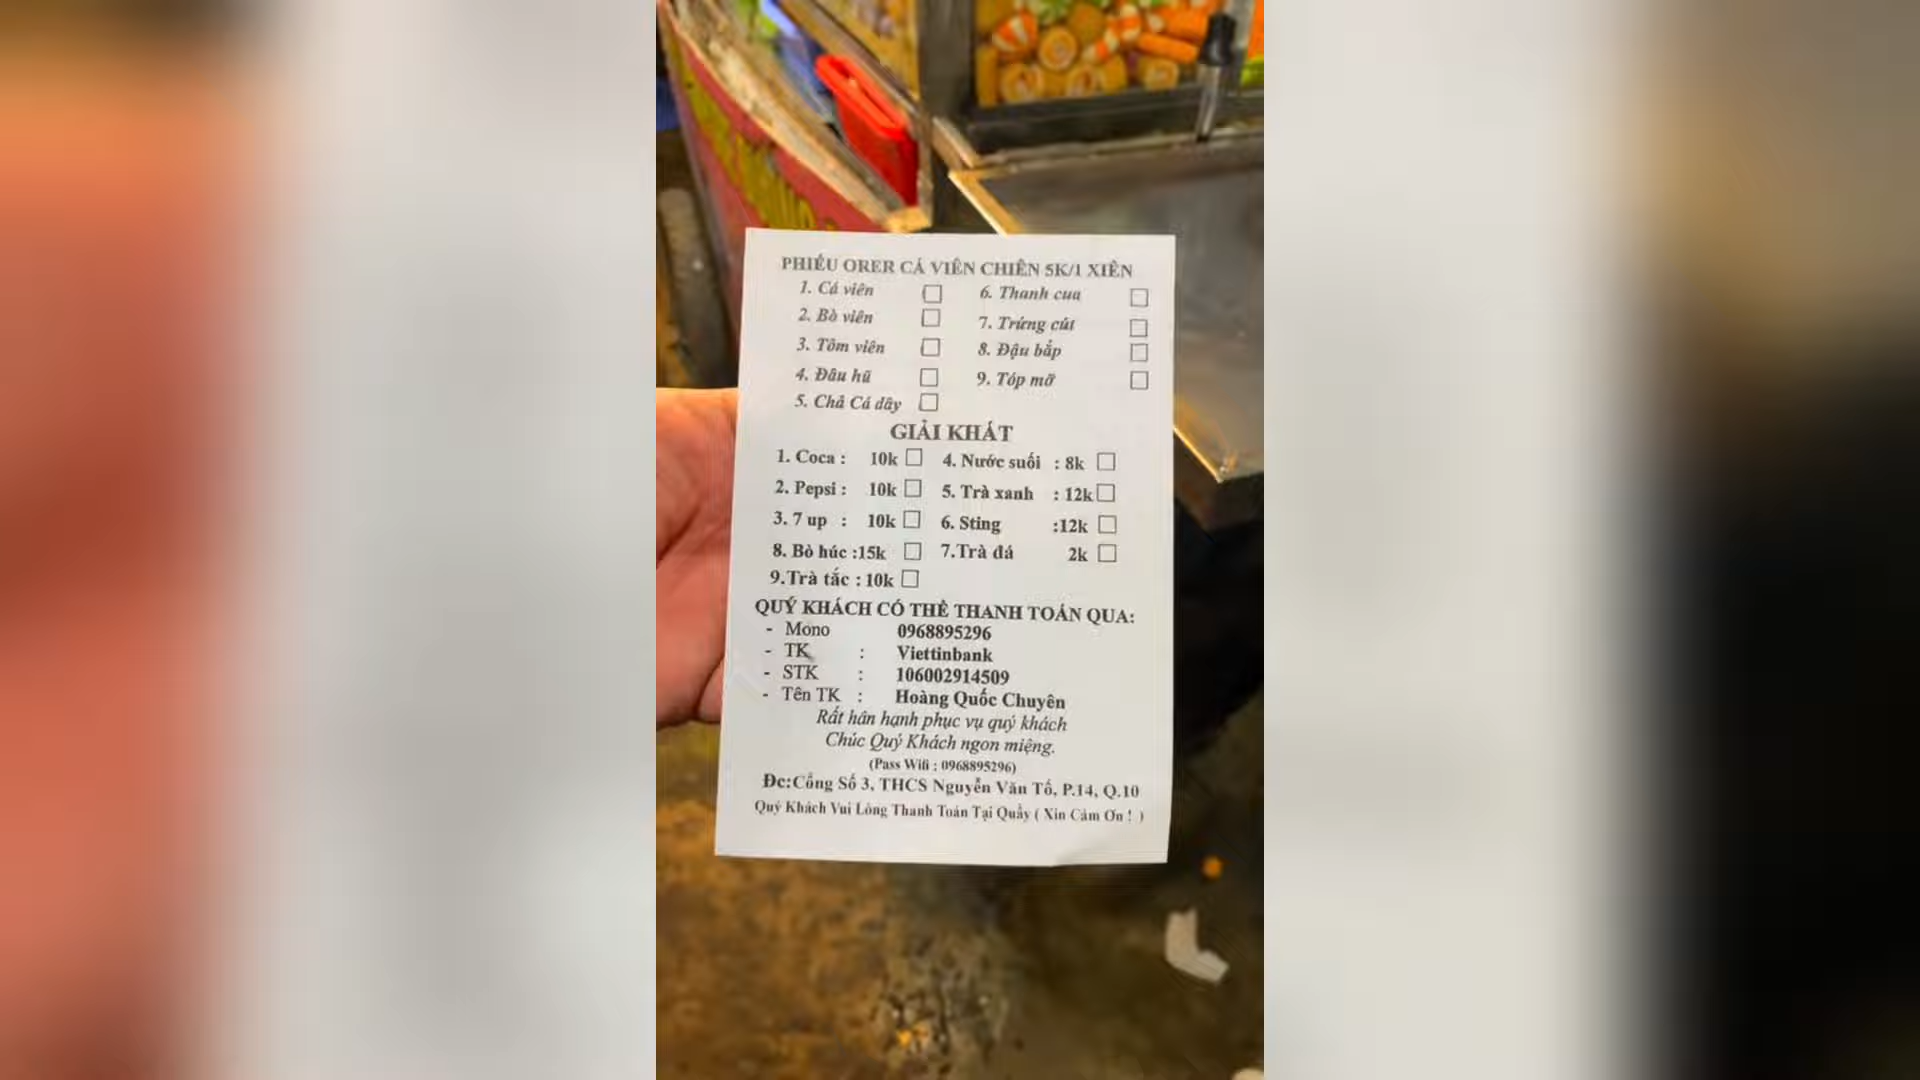 PHIẾU ORER CÁ VIÊN CHIÊN 5K/1 XIÊN
1. Cá viên 6. Thanh cua
2. Bò viên 7. Trứng cút
3. Tôm viên 8. Đậu bắp
4. Đâu hũ 9. Tóp mỡ
5. Chả Cá dây
GIẢI KHÁT
1. Coca : 10k 4. Nước suối : 8k
2. Pepsi : 10k 5. Trà xanh : 12k
3. 7 up : 10k 6. Sting :12k
8. Bò húc :15k 7.Trà đá 2k
9.Trà tắc : 10k
QUÝ KHÁCH CÓ THỂ THANH TOÁN QUA:
- Mono 0968895296
- TK : Viettinbank
- STK : 106002914509
- Tên TK : Hoàng Quốc Chuyên
Rất hân hạnh phục vụ quý khách
Chúc Quý Khách ngon miệng.
(Pass Wifi : 0968895296)
Đc:Cổng Số 3, THCS Nguyễn Văn Tố, P.14, Q.10
Quý Khách Vui Lòng Thanh Toán Tại Quầy ( Xin Cảm Ơn ! )